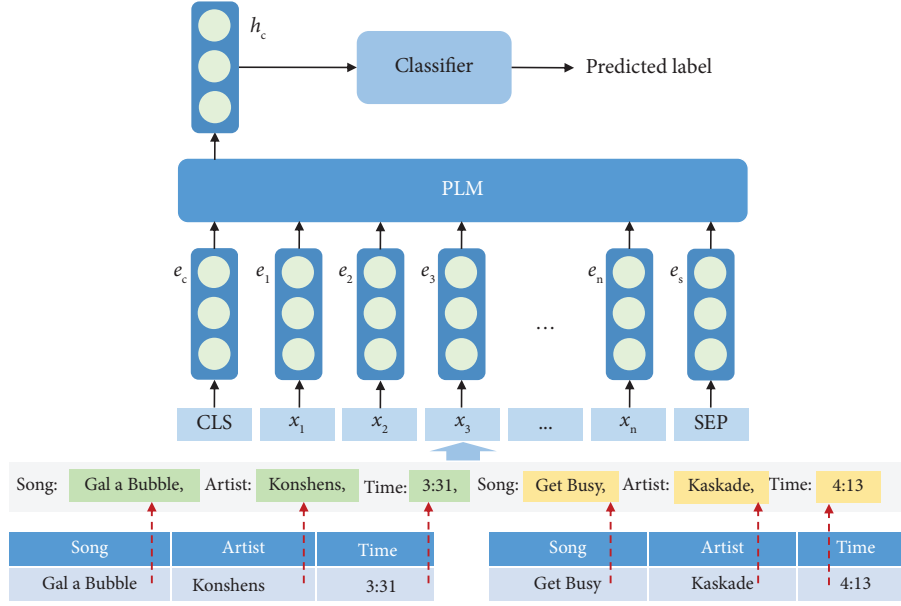 h_c
Classifier
Predicted label
PLM
e_c
e_1
e_2
e_3
e_n
e_s
...
CLS
x_1
x_2
x_3
...
x_n
SEP
Song: Gal a Bubble, Artist: Konshens, Time: 3:31, Song: Get Busy, Artist: Kaskade, Time: 4:13
Song Artist Time
Gal a Bubble Konshens 3:31
Song Artist Time
Get Busy Kaskade 4:13